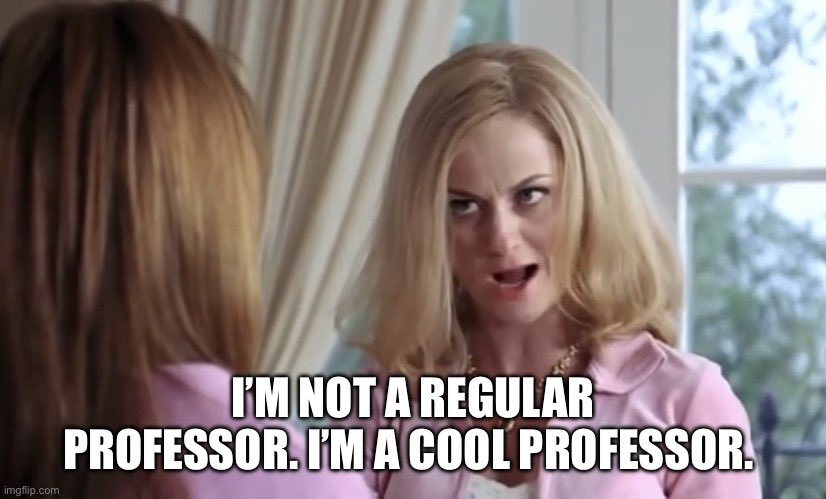 I’M NOT A REGULAR
PROFESSOR. I’M A COOL PROFESSOR.
imgflip.com